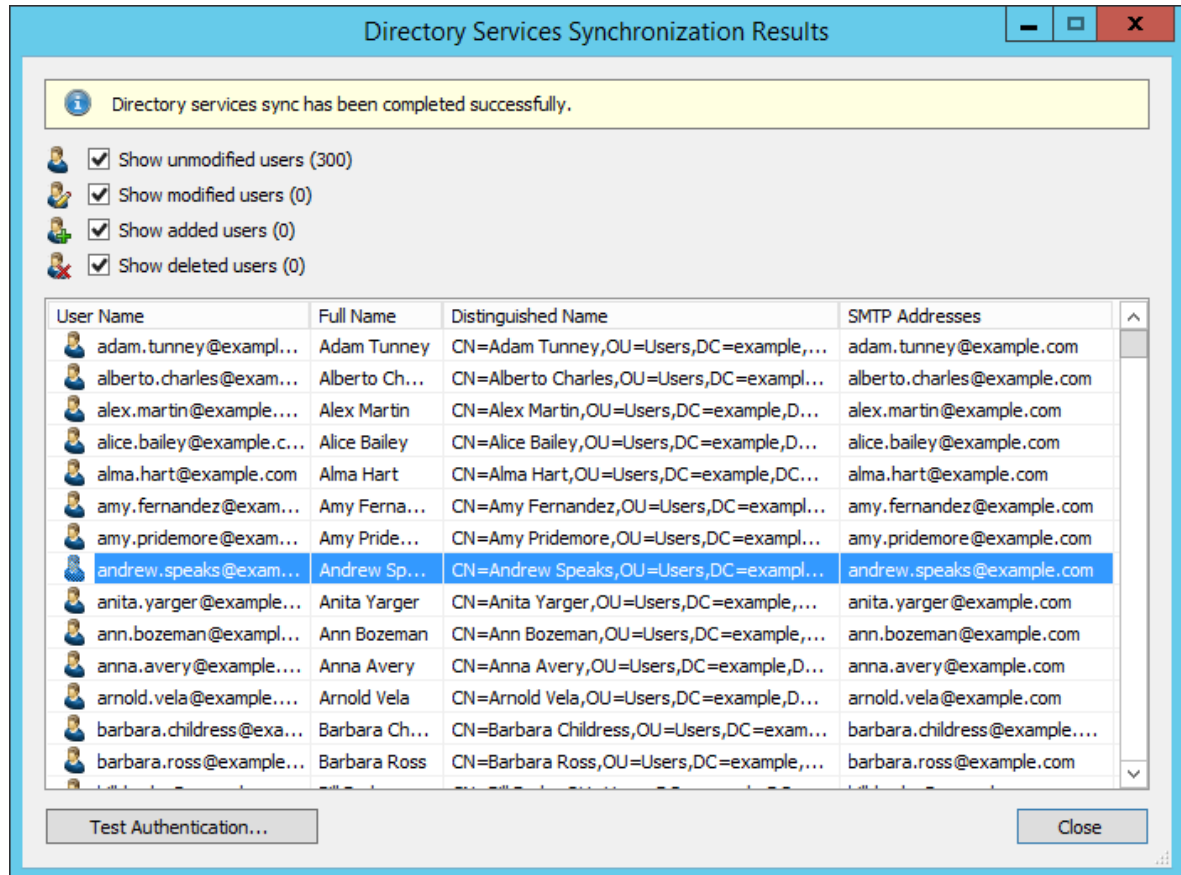 Directory Services Synchronization Results
Directory services sync has been completed successfully.
Show unmodified users (300)
Show modified users (0)
Show added users (0)
Show deleted users (0)
User Name Full Name Distinguished Name SMTP Addresses
adam.tunney@exampl... Adam Tunney CN=Adam Tunney,OU=Users,DC=example,... adam.tunney@example.com
alberto.charles@exam... Alberto Ch... CN=Alberto Charles,OU=Users,DC=exampl... alberto.charles@example.com
alex.martin@example.... Alex Martin CN=Alex Martin,OU=Users,DC=example,D... alex.martin@example.com
alice.bailey@example.c... Alice Bailey CN=Alice Bailey,OU=Users,DC=example,D... alice.bailey@example.com
alma.hart@example.com Alma Hart CN=Alma Hart,OU=Users,DC=example,DC... alma.hart@example.com
amy.fernandez@exam... Amy Ferna... CN=Amy Fernandez,OU=Users,DC=exampl... amy.fernandez@example.com
amy.pridemore@exam... Amy Pride... CN=Amy Pridemore,OU=Users,DC=exampl... amy.pridemore@example.com
andrew.speaks@exam... Andrew Sp... CN=Andrew Speaks,OU=Users,DC=exampl... andrew.speaks@example.com
anita.yarger@example... Anita Yarger CN=Anita Yarger,OU=Users,DC=example,... anita.yarger@example.com
ann.bozeman@exampl... Ann Bozeman CN=Ann Bozeman,OU=Users,DC=example,... ann.bozeman@example.com
anna.avery@example.... Anna Avery CN=Anna Avery,OU=Users,DC=example,D... anna.avery@example.com
arnold.vela@example.... Arnold Vela CN=Arnold Vela,OU=Users,DC=example,D... arnold.vela@example.com
barbara.childress@exa... Barbara Ch... CN=Barbara Childress,OU=Users,DC=exam... barbara.childress@example....
barbara.ross@example... Barbara Ross CN=Barbara Ross,OU=Users,DC=example,... barbara.ross@example.com
Test Authentication... Close